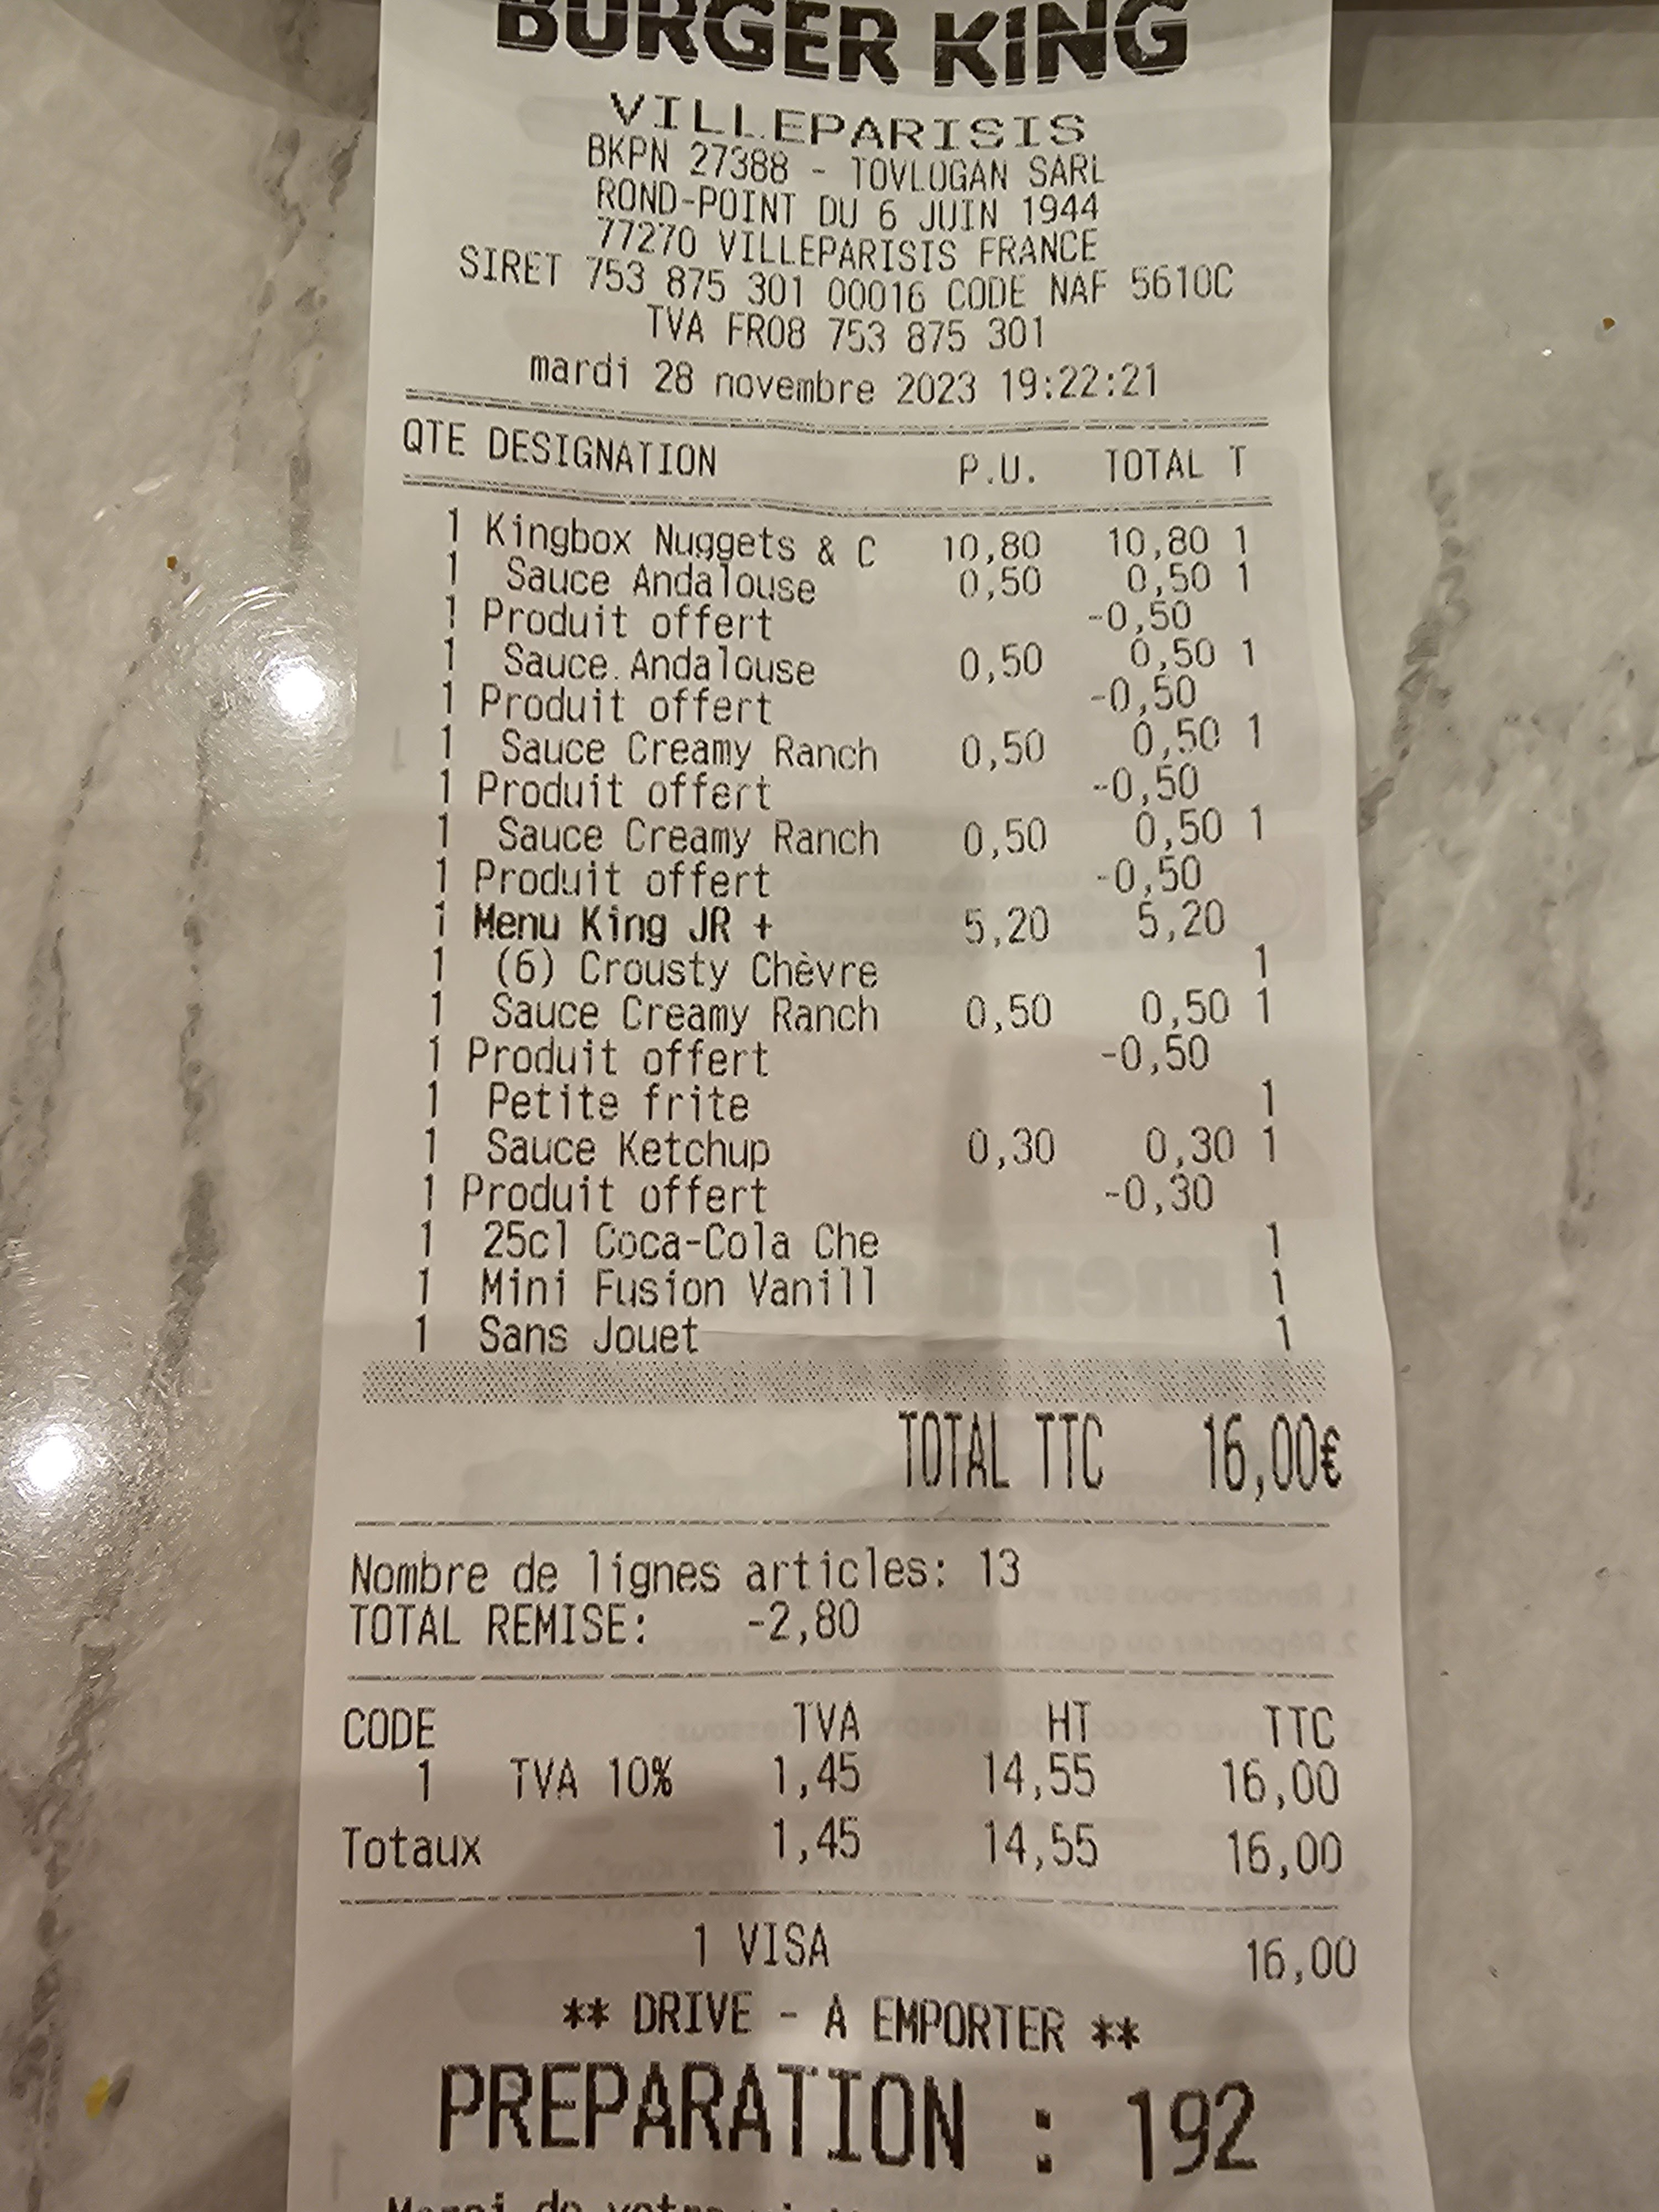 BURGER KING
VILLEPARISIS
BKPN 27388 - TOVLOGAN SARL
ROND-POINT DU 6 JUIN 1944
77270 VILLEPARISIS FRANCE
SIRET 753 875 301 00016 CODE NAF 5610C
TVA FR08 753 875 301
mardi 28 novembre 2023 19:22:21
QTE DESIGNATION P.U. TOTAL T
1 Kingbox Nuggets & C 10,80 10,80 1
1 Sauce Andalouse 0,50 0,50 1
1 Produit offert -0,50
1 Sauce Andalouse 0,50 0,50 1
1 Produit offert -0,50
1 Sauce Creamy Ranch 0,50 0,50 1
1 Produit offert -0,50
1 Sauce Creamy Ranch 0,50 0,50 1
1 Produit offert -0,50
1 Menu King JR + 5,20 5,20
1 (6) Crousty Chèvre 1
1 Sauce Creamy Ranch 0,50 0,50 1
1 Produit offert -0,50
1 Petite frite 1
1 Sauce Ketchup 0,30 0,30 1
1 Produit offert -0,30
1 25cl Coca-Cola Che 1
1 Mini Fusion Vanill 1
1 Sans Jouet 1
TOTAL TTC 16,00€
Nombre de lignes articles: 13
TOTAL REMISE: -2,80
CODE TVA HT TTC
1 TVA 10% 1,45 14,55 16,00
Totaux 1,45 14,55 16,00
1 VISA 16,00
** DRIVE - A EMPORTER **
PREPARATION : 192
Merci de votre